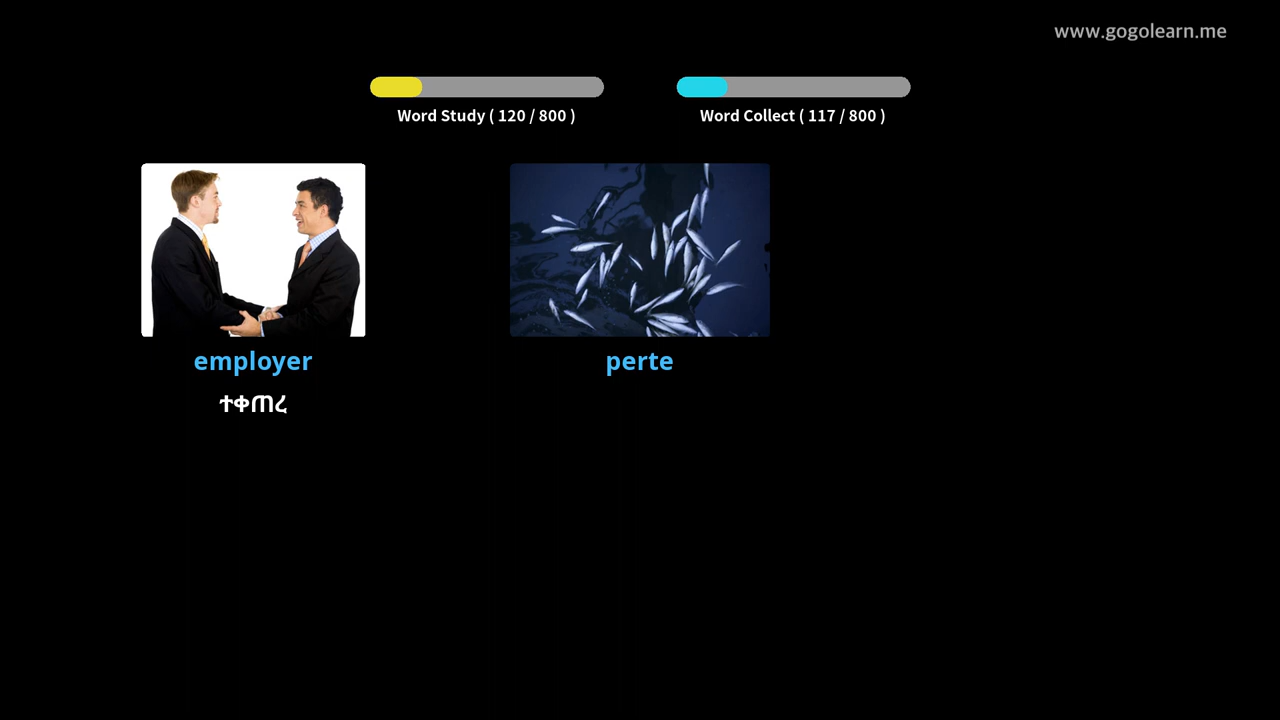 www.gogolearn.me
Word Study ( 120 / 800 )
Word Collect ( 117 / 800 )
employer
perte
ተቀጠረ